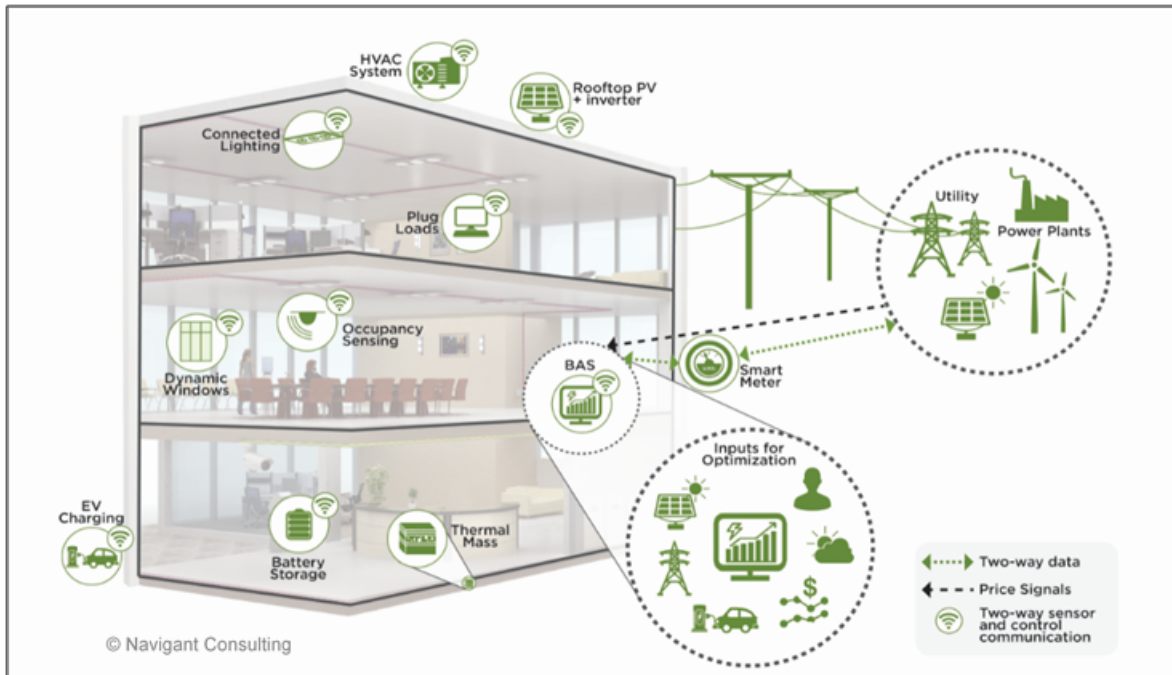 HVAC
System
Rooftop PV
+ inverter
Connected
Lighting
Plug
Loads
Utility
Power Plants
Occupancy
Sensing
Dynamic
Windows
BAS
Smart
Meter
Inputs for
Optimization
EV
Charging
Battery
Storage
Thermal
Mass
$
Two-way data
Price Signals
Two-way sensor
and control
communication
© Navigant Consulting